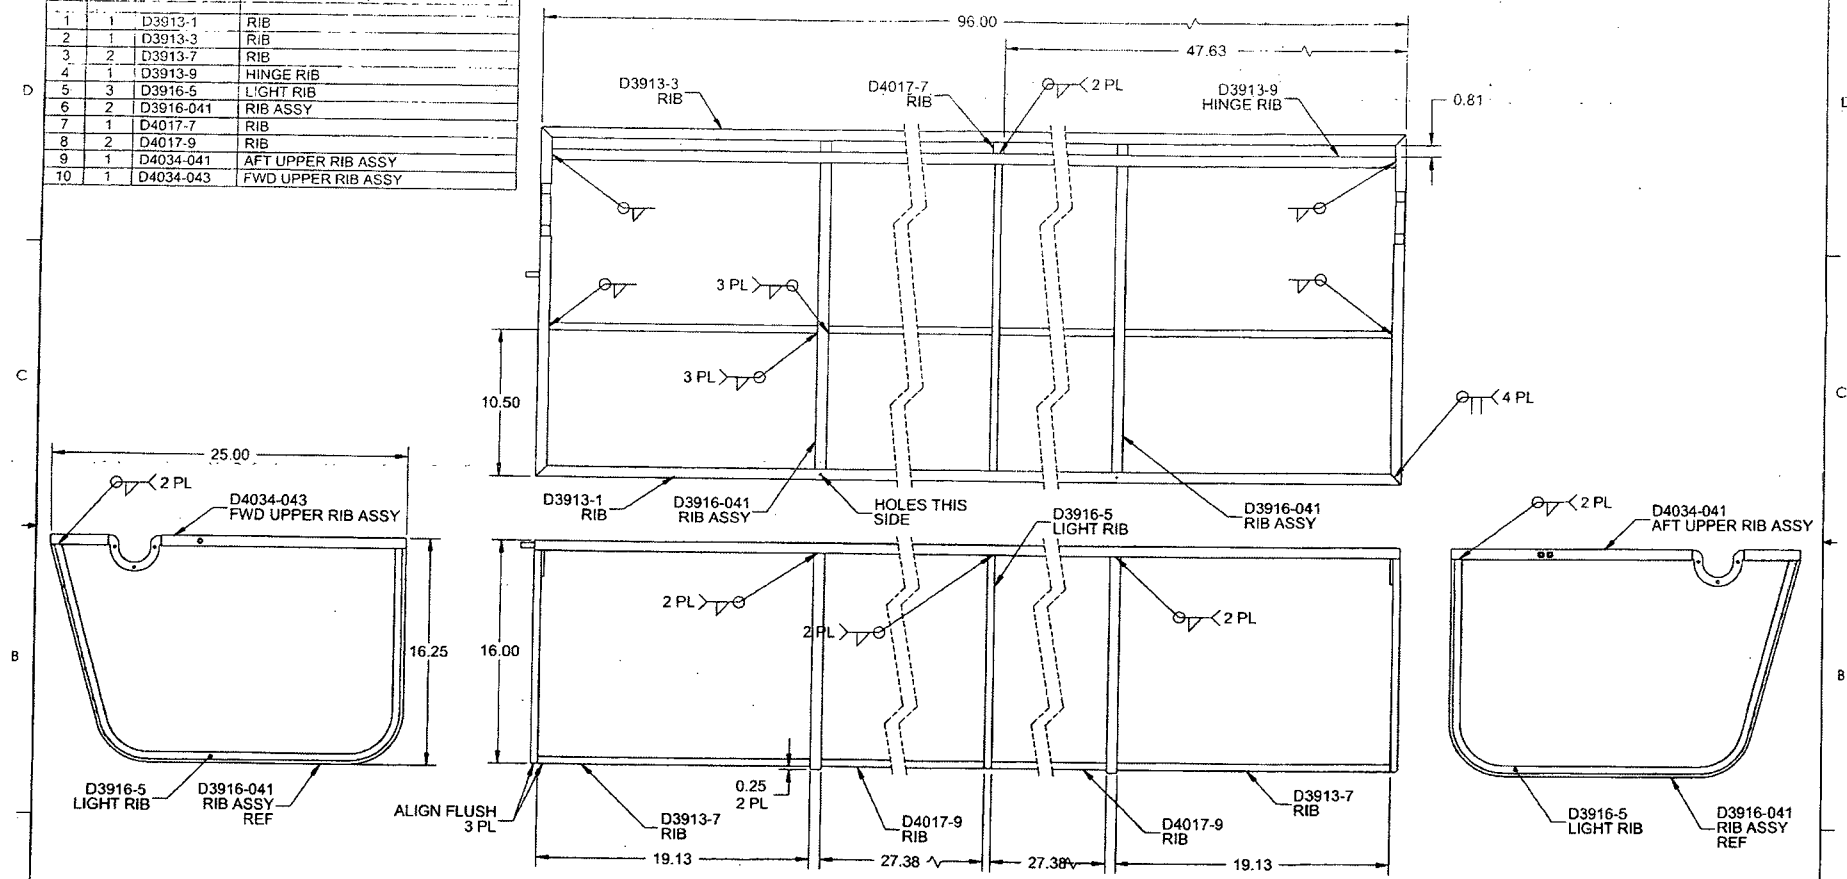 1 1 D3913-1 RIB
2 1 D3913-3 RIB
3 2 D3913-7 RIB
4 1 D3913-9 HINGE RIB
5 3 D3916-5 LIGHT RIB
6 2 D3916-041 RIB ASSY
7 1 D4017-7 RIB
8 2 D4017-9 RIB
9 1 D4034-041 AFT UPPER RIB ASSY
10 1 D4034-043 FWD UPPER RIB ASSY
96.00
47.63
D3913-3
RIB
D4017-7
RIB
2 PL
D3913-9
HINGE RIB
0.81
D
3 PL
3 PL
10.50
C
C
4 PL
D3913-1
RIB
D3916-041
RIB ASSY
HOLES THIS
SIDE
D3916-5
LIGHT RIB
D3916-041
RIB ASSY
25.00
2 PL
D4034-043
FWD UPPER RIB ASSY
16.25
D3916-5
LIGHT RIB
D3916-041
RIB ASSY
REF
B
16.00
2 PL
2 PL
2 PL
0.25
2 PL
ALIGN FLUSH
3 PL
D3913-7
RIB
D4017-9
RIB
D4017-9
RIB
D3913-7
RIB
19.13
27.38
27.38
19.13
2 PL
D4034-041
AFT UPPER RIB ASSY
D3916-5
LIGHT RIB
D3916-041
RIB ASSY
REF
B